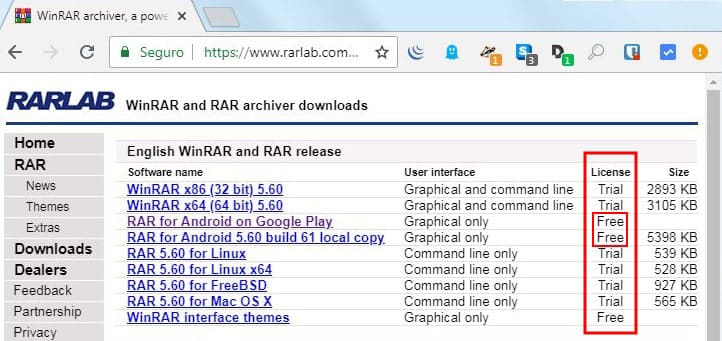 WinRAR archiver, a powe
Seguro https://www.rarlab.com...
1 3 1
RARLAB WinRAR and RAR archiver downloads
Home
RAR
News
Themes
Extras
Downloads
Dealers
Feedback
Partnership
Privacy
English WinRAR and RAR release
Software name User interface License Size
WinRAR x86 (32 bit) 5.60 Graphical and command line Trial 2893 KB
WinRAR x64 (64 bit) 5.60 Graphical and command line Trial 3105 KB
RAR for Android on Google Play Graphical only Free
RAR for Android 5.60 build 61 local copy Graphical only Free 5398 KB
RAR 5.60 for Linux Command line only Trial 539 KB
RAR 5.60 for Linux x64 Command line only Trial 528 KB
RAR 5.60 for FreeBSD Command line only Trial 927 KB
RAR 5.60 for Mac OS X Command line only Trial 565 KB
WinRAR interface themes Graphical only Free